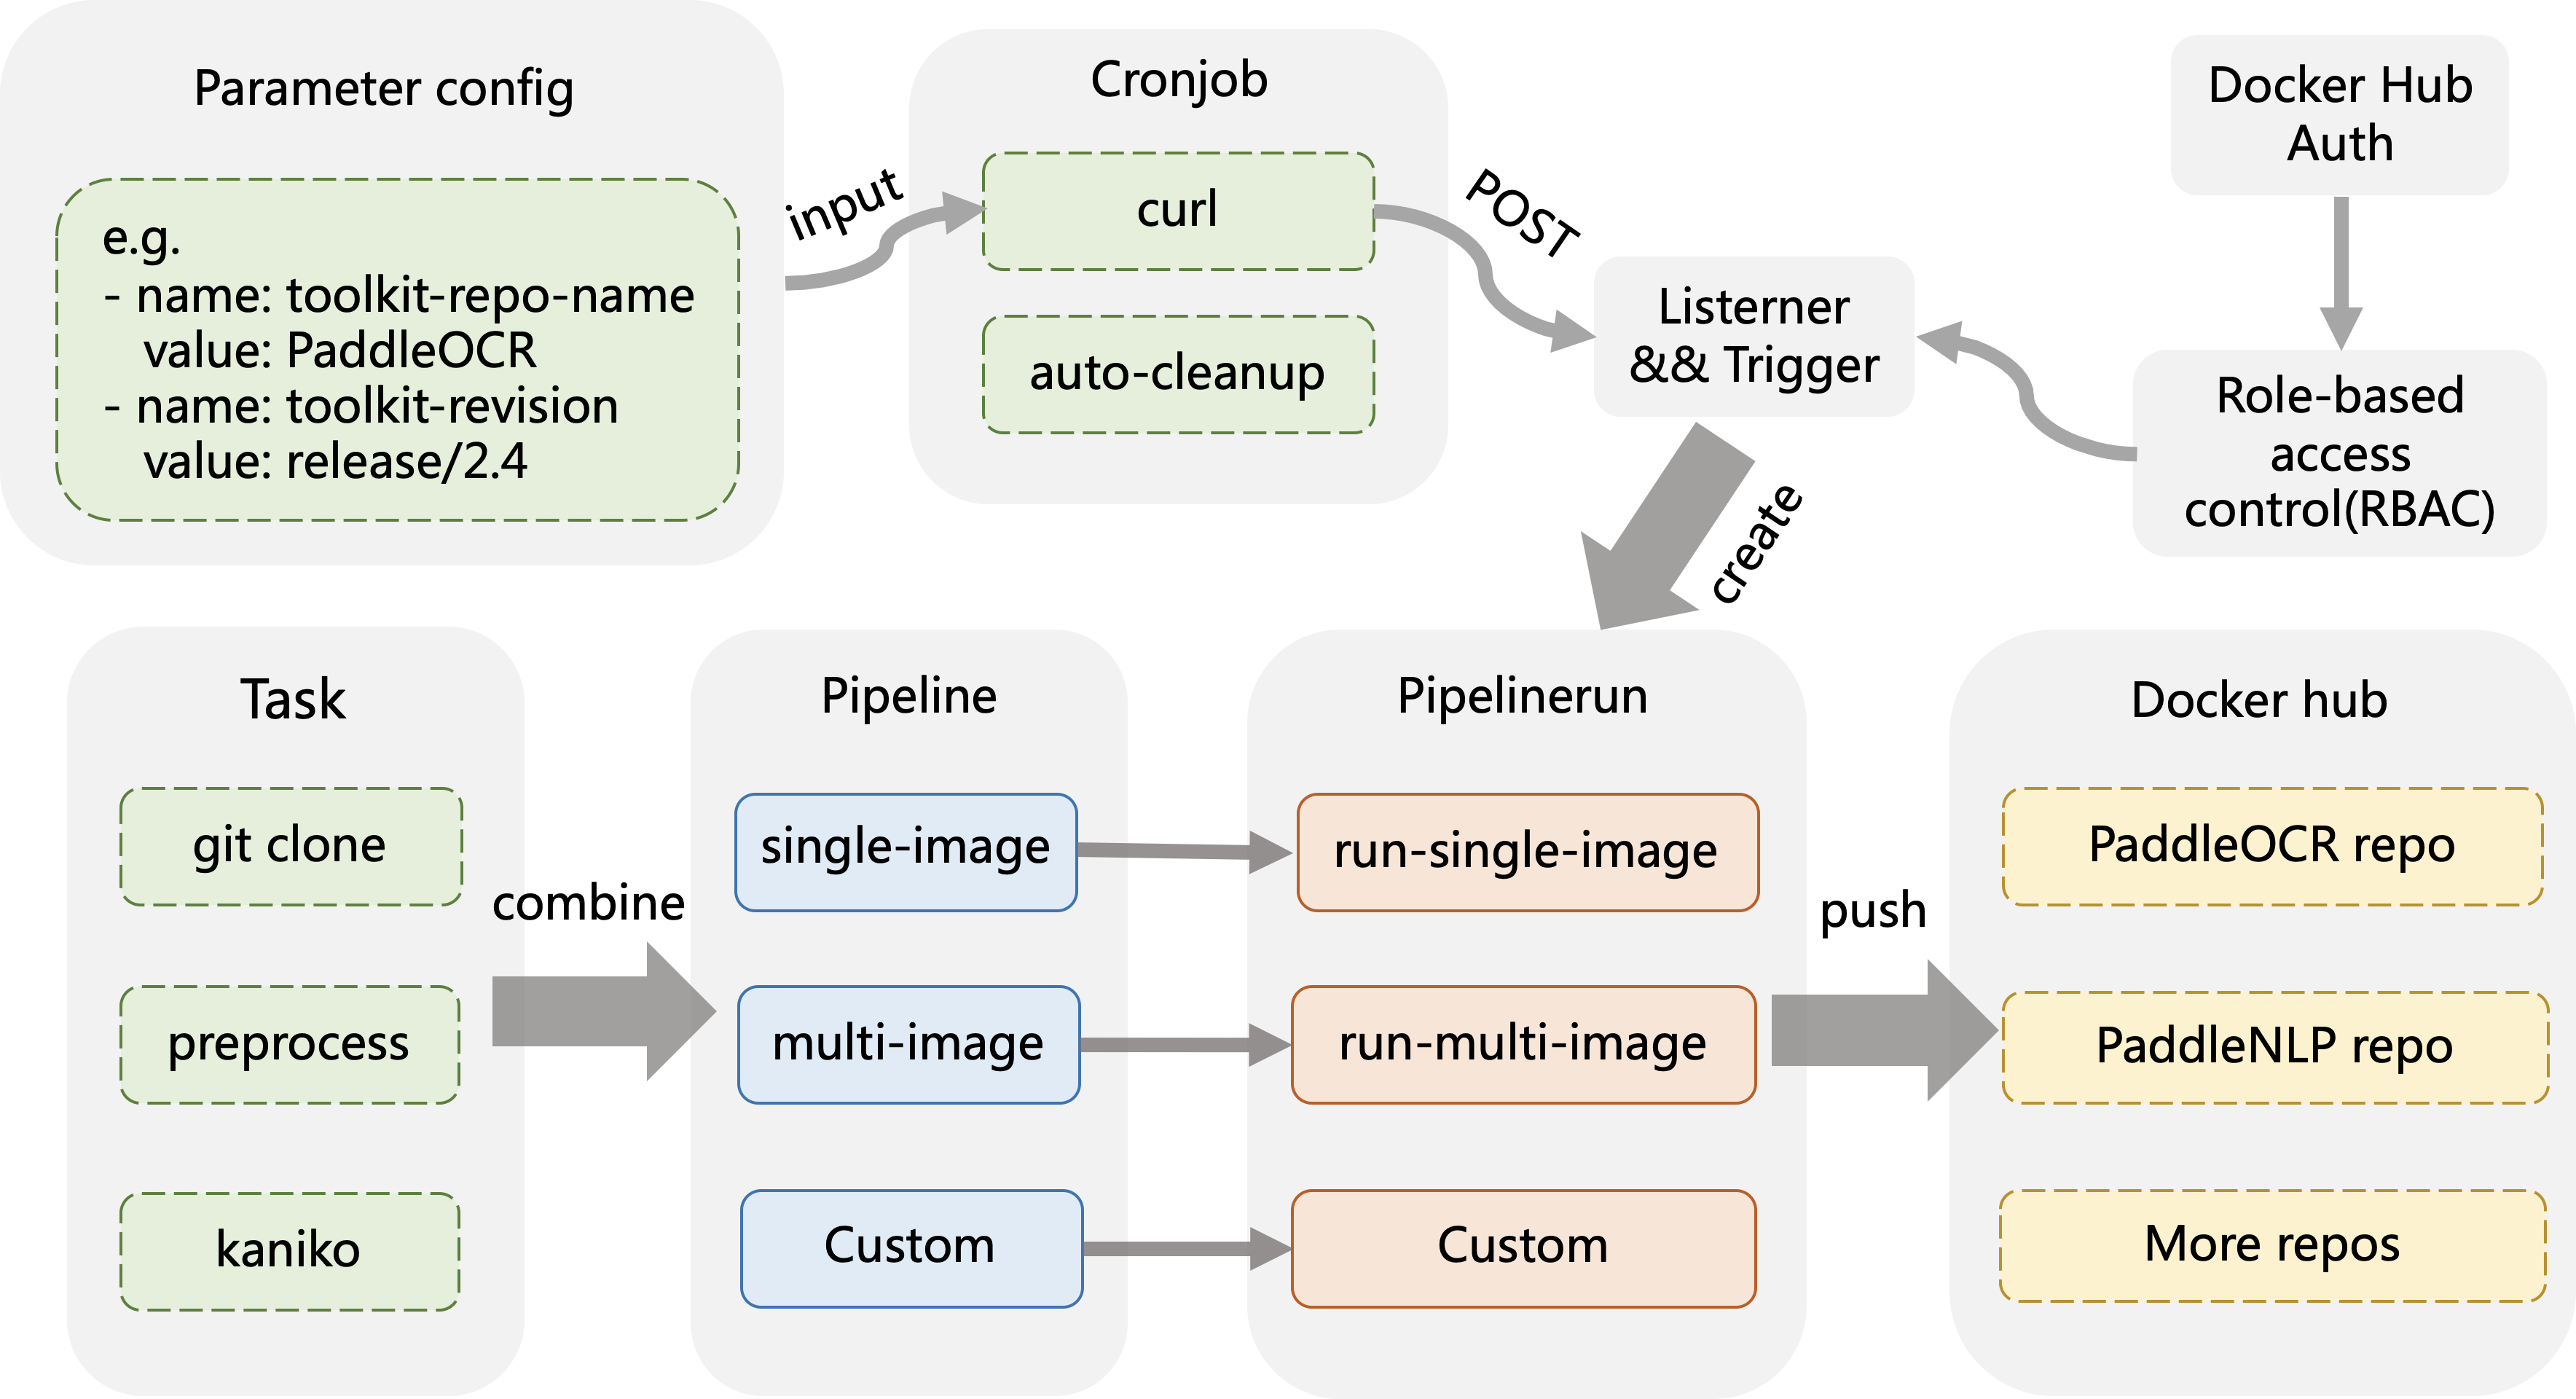 Parameter config
e.g.
- name: toolkit-repo-name
value: PaddleOCR
- name: toolkit-revision
value: release/2.4
input
Cronjob
curl
auto-cleanup
POST
Listerner
&& Trigger
Docker Hub
Auth
Role-based
access
control(RBAC)
create
Task
git clone
preprocess
kaniko
combine
Pipeline
single-image
multi-image
Custom
Pipelinerun
run-single-image
run-multi-image
Custom
push
Docker hub
PaddleOCR repo
PaddleNLP repo
More repos